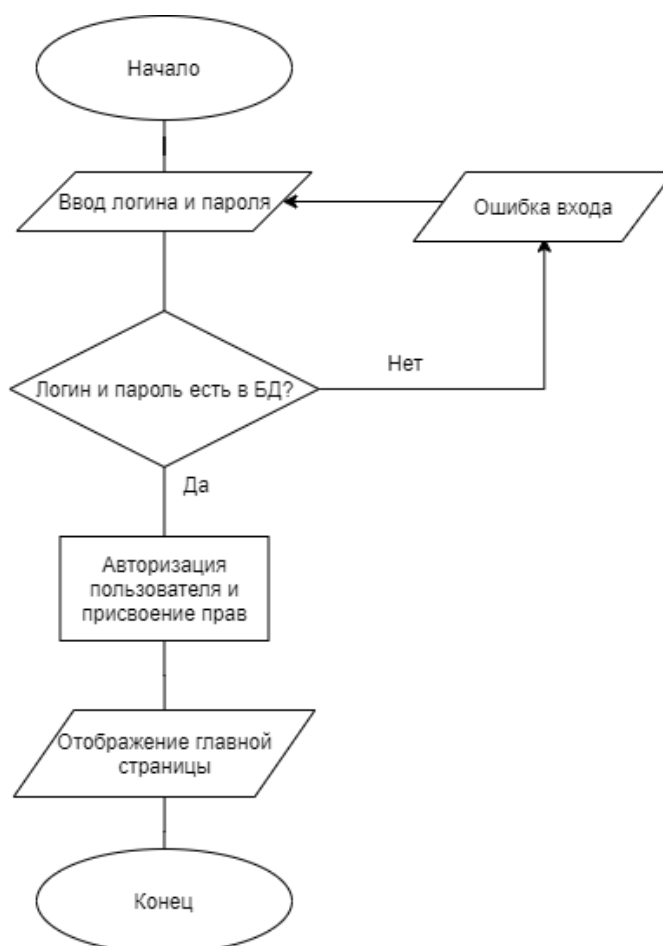 Начало
Ввод логина и пароля
Ошибка входа
Логин и пароль есть в БД?
Нет
Да
Авторизация
пользователя и
присвоение прав
Отображение главной
страницы
Конец